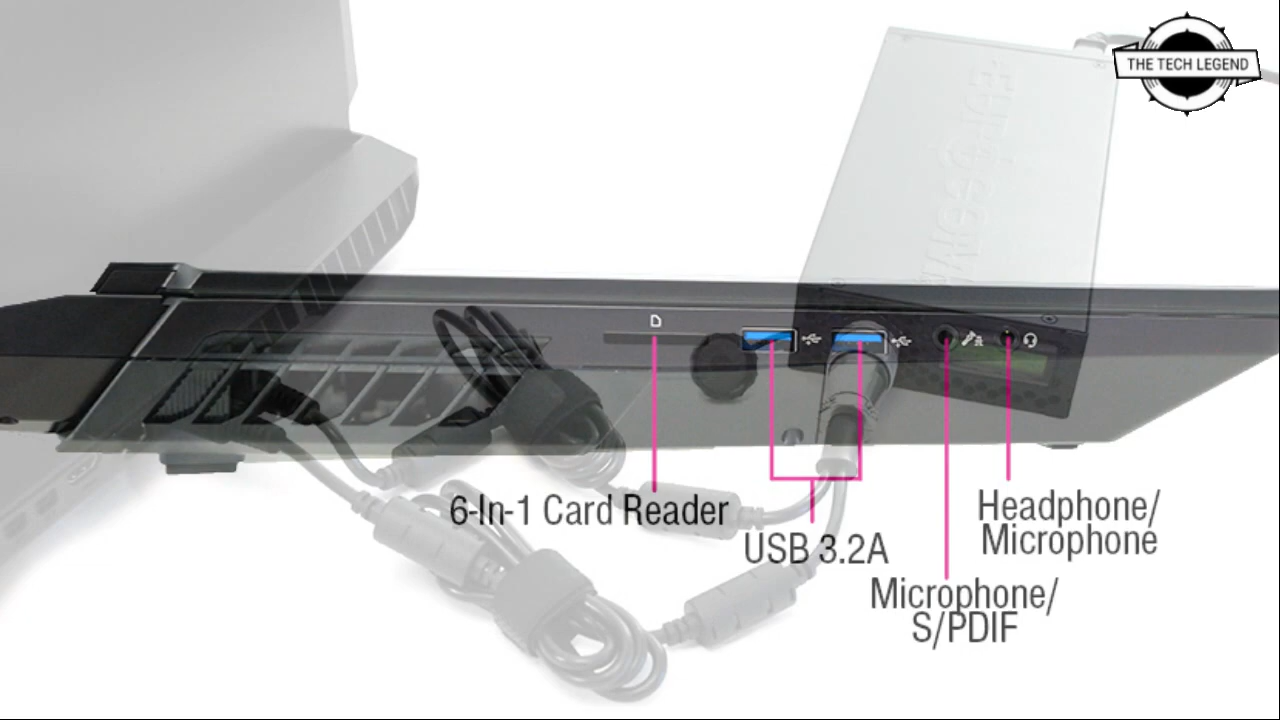 THE TECH LEGEND
6-In-1 Card Reader
USB 3.2A
Headphone/
Microphone
Microphone/
S/PDIF